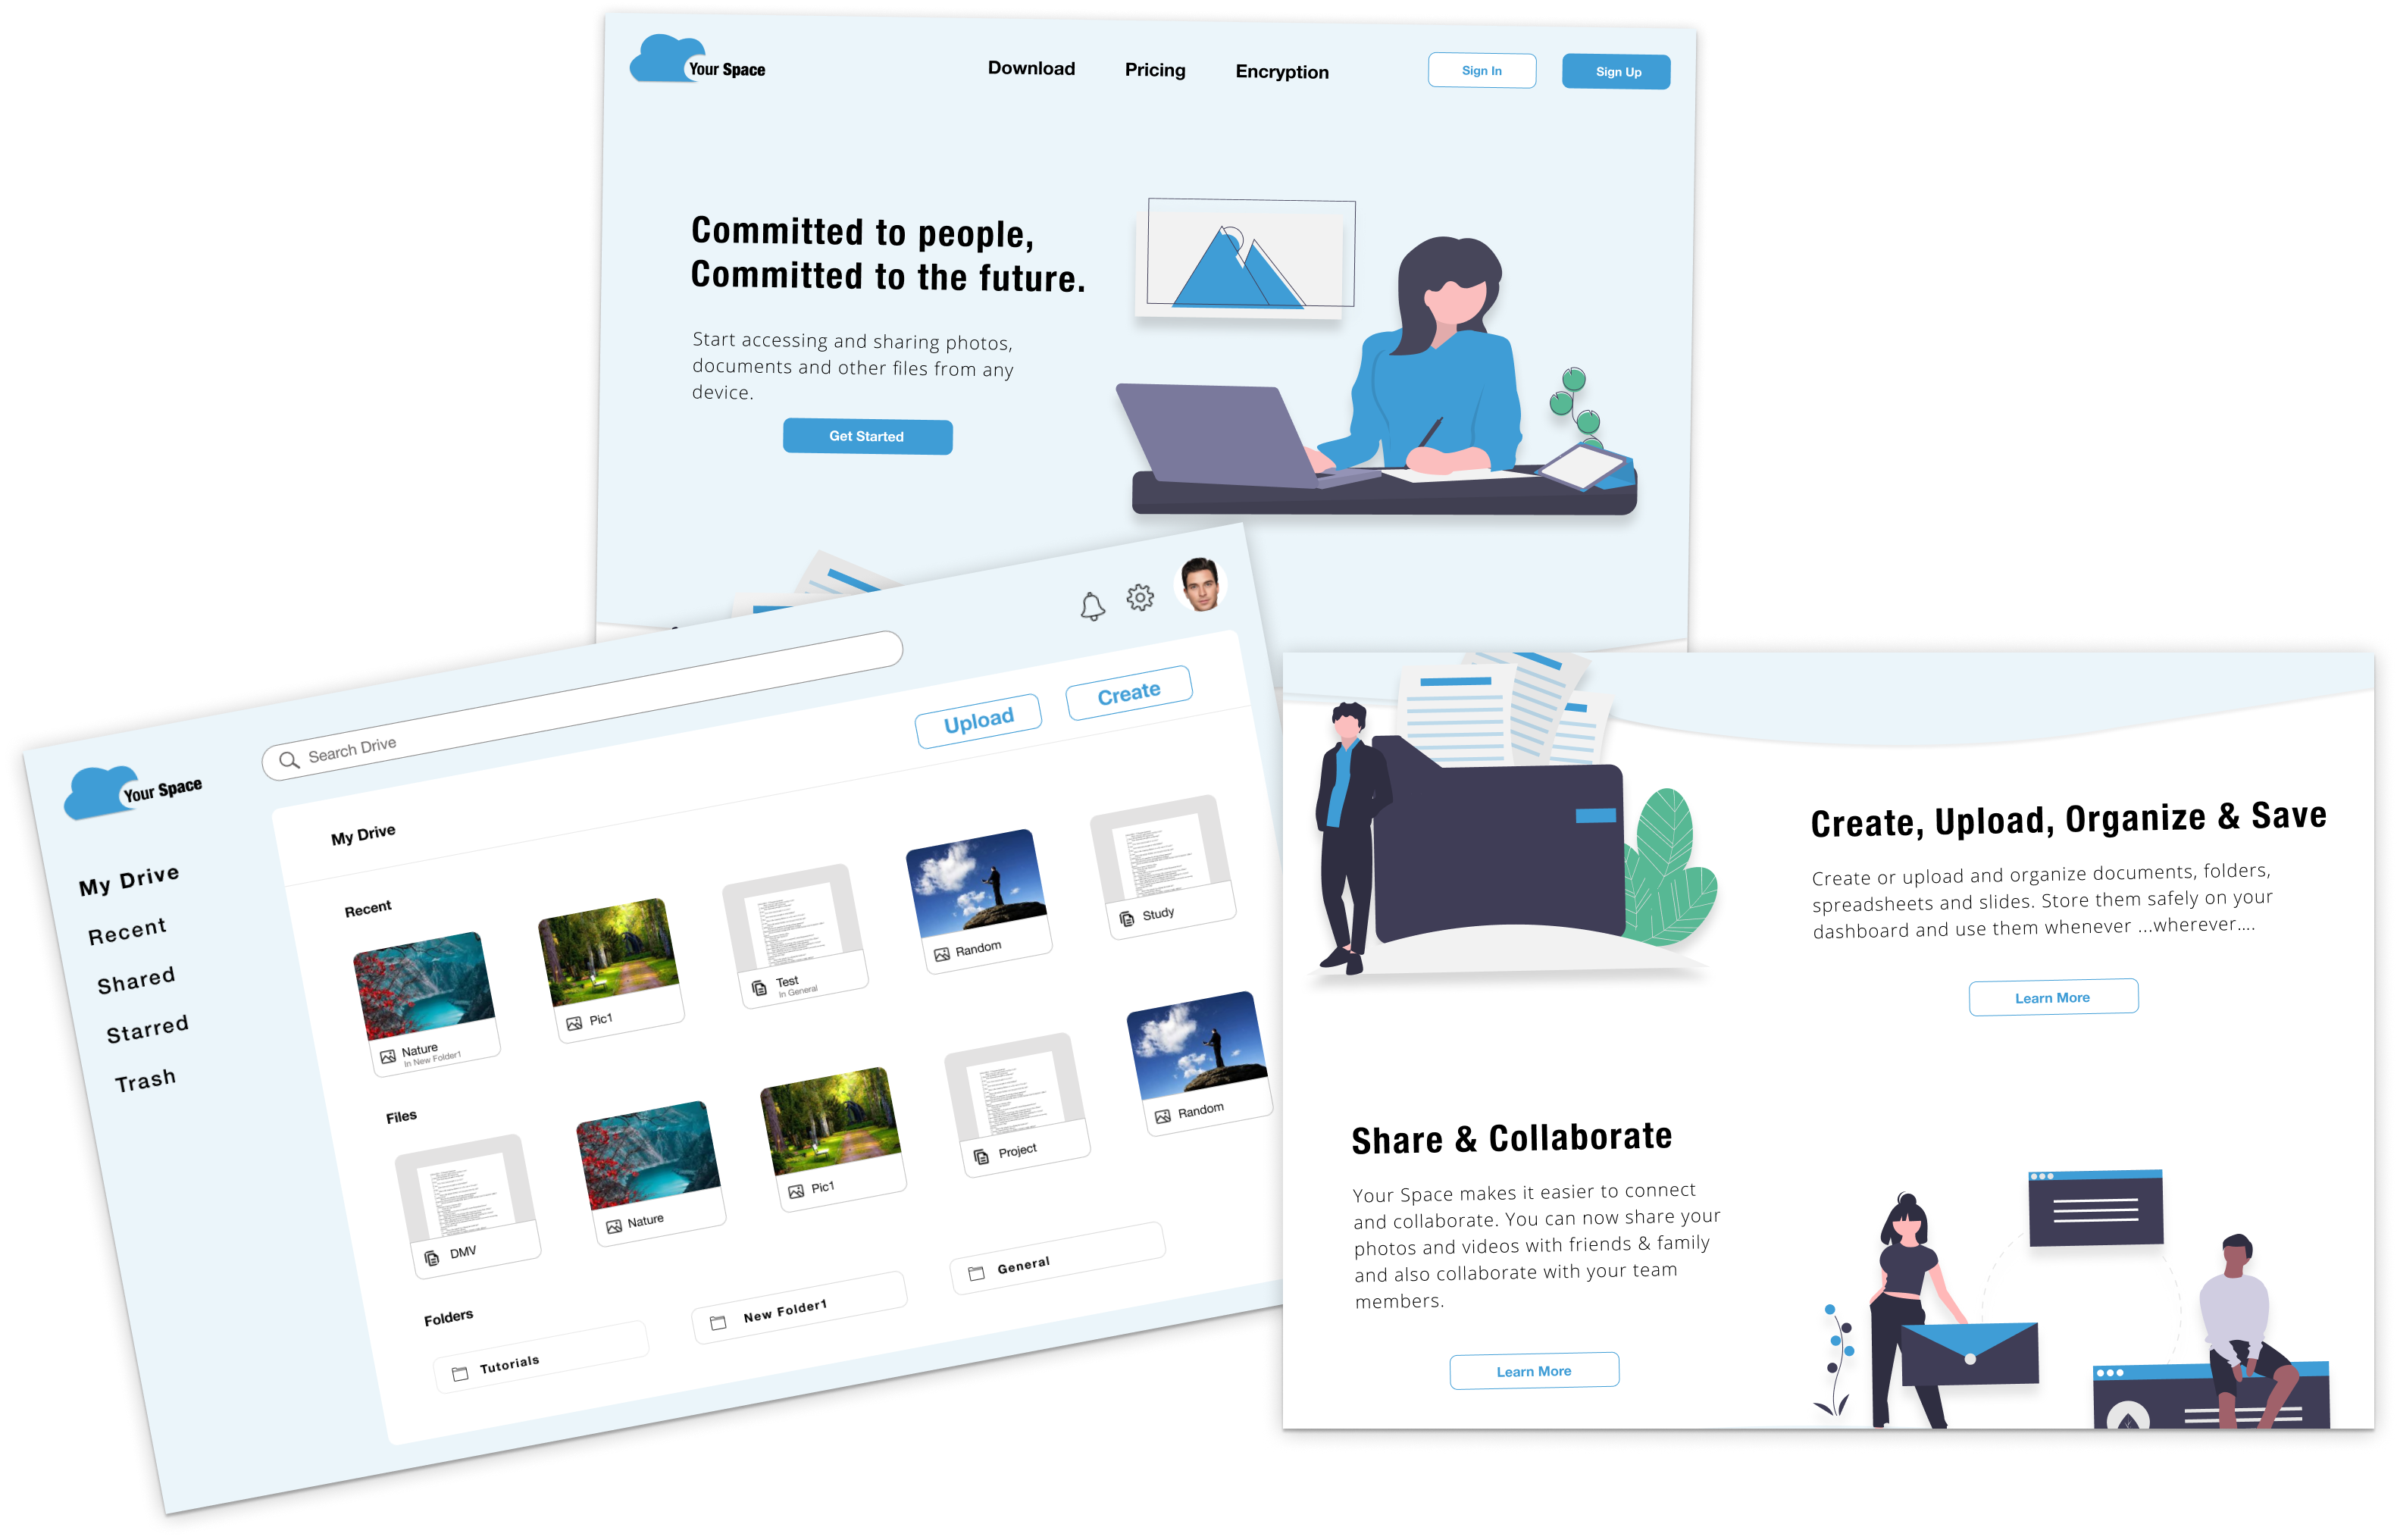 Your Space
Download
Pricing
Encryption
Sign In
Sign Up
Committed to people,
Committed to the future.
Start accessing and sharing photos,
documents and other files from any
device.
Get Started
Your Space
Search Drive
My Drive
Recent
Shared
Starred
Trash
Upload
Create
My Drive
Recent
Nature
In New Folder1
Pic1
Test
In General
Random
Study
Files
DMV
Nature
Pic1
Project
Random
Folders
Tutorials
New Folder1
General
Create, Upload, Organize & Save
Create or upload and organize documents, folders,
spreadsheets and slides. Store them safely on your
dashboard and use them whenever ...wherever....
Learn More
Share & Collaborate
Your Space makes it easier to connect
and collaborate. You can now share your
photos and videos with friends & family
and also collaborate with your team
members.
Learn More